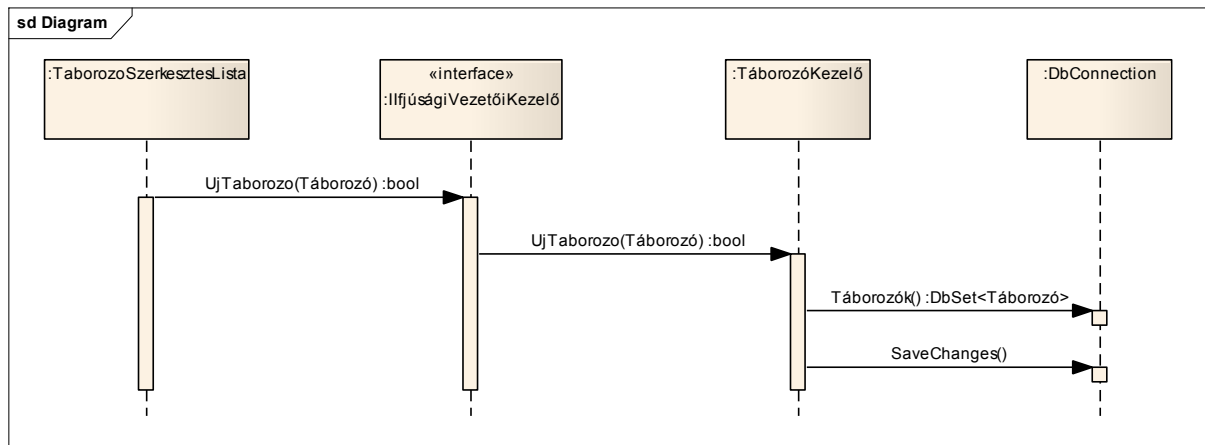 sd Diagram
:TaborozoSzerkesztesLista
«interface»
:IIfjúságiVezetőiKezelő
:TáborozóKezelő
:DbConnection
UjTaborozo(Táborozó) :bool
UjTaborozo(Táborozó) :bool
Táborozók() :DbSet<Táborozó>
SaveChanges()